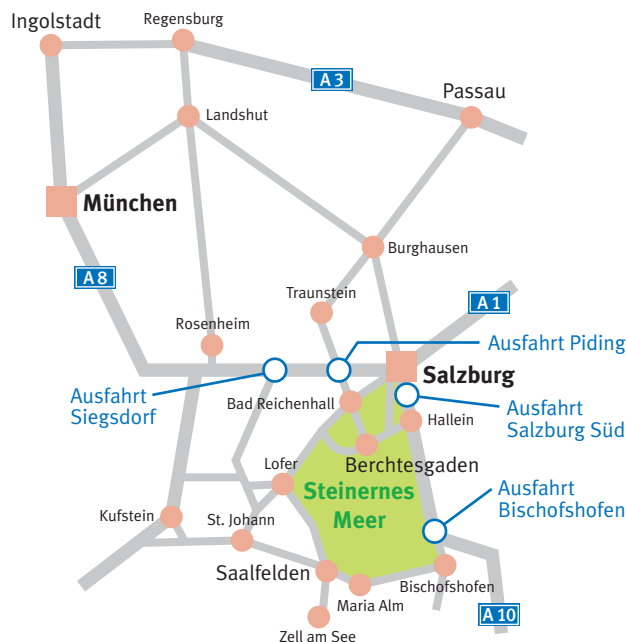 Ingolstadt
Regensburg
A 3
Passau
Landshut
München
Burghausen
A 8
Traunstein
A 1
Rosenheim
Ausfahrt Piding
Salzburg
Ausfahrt
Siegsdorf
Bad Reichenhall
Hallein
Ausfahrt
Salzburg Süd
Berchtesgaden
Lofer
Steinernes
Meer
Ausfahrt
Bischofshofen
Kufstein
St. Johann
Saalfelden
Bischofshofen
Maria Alm
A 10
Zell am See